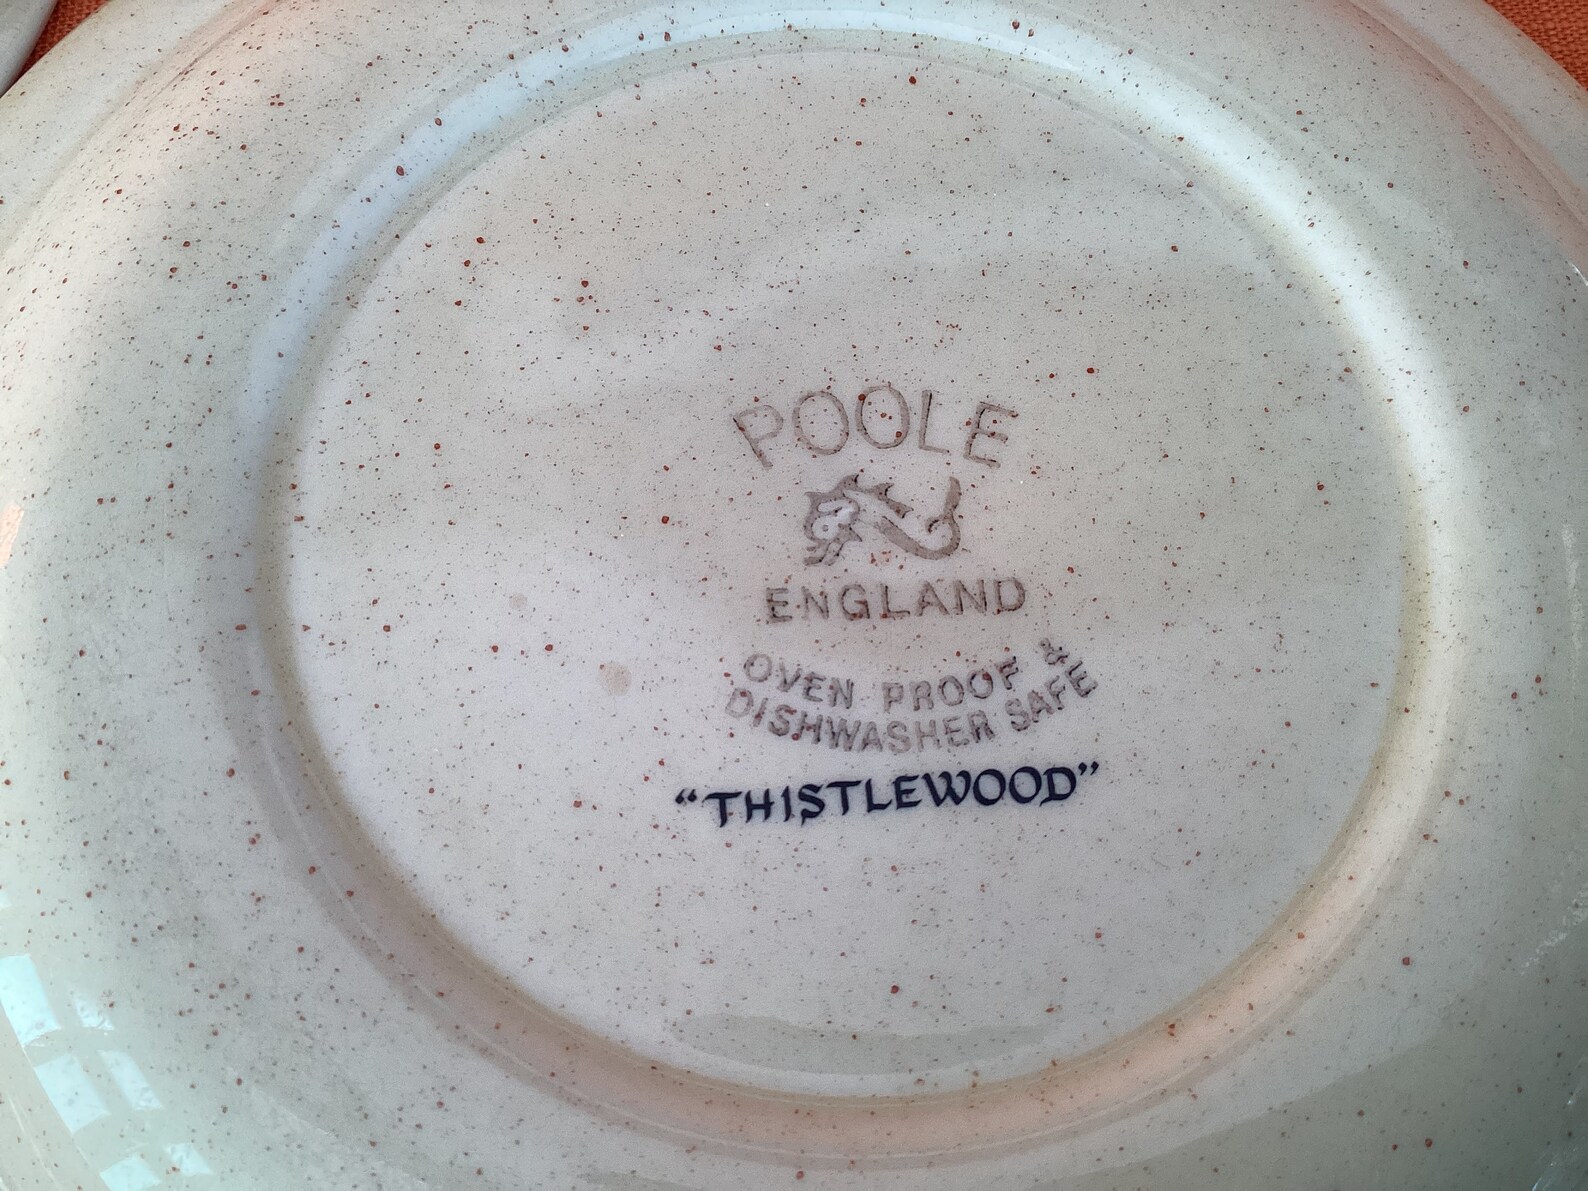 POOLE
ENGLAND
OVEN PROOF &
DISHWASHER SAFE
“THISTLEWOOD”